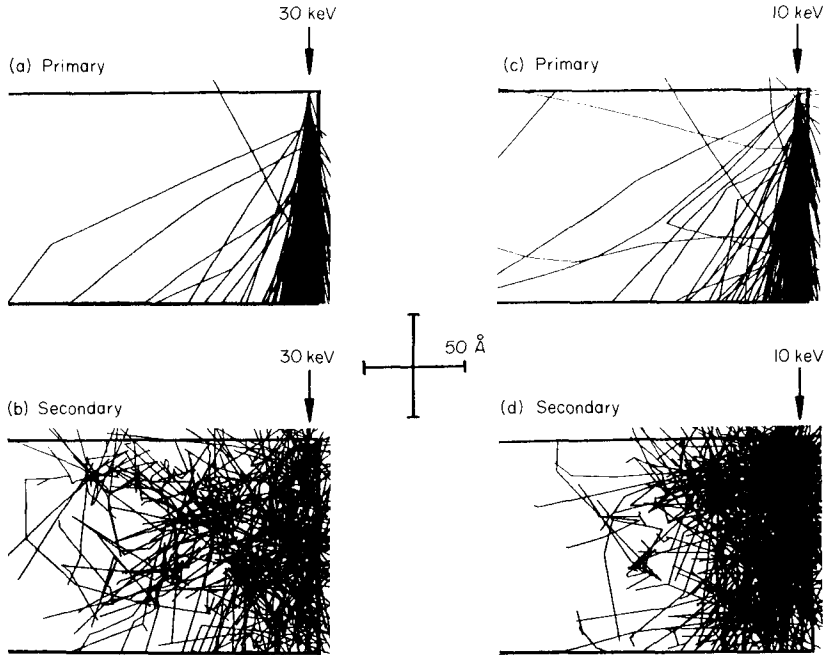 30 keV
(a) Primary
10 keV
(c) Primary
50 Å
30 keV
(b) Secondary
10 keV
(d) Secondary